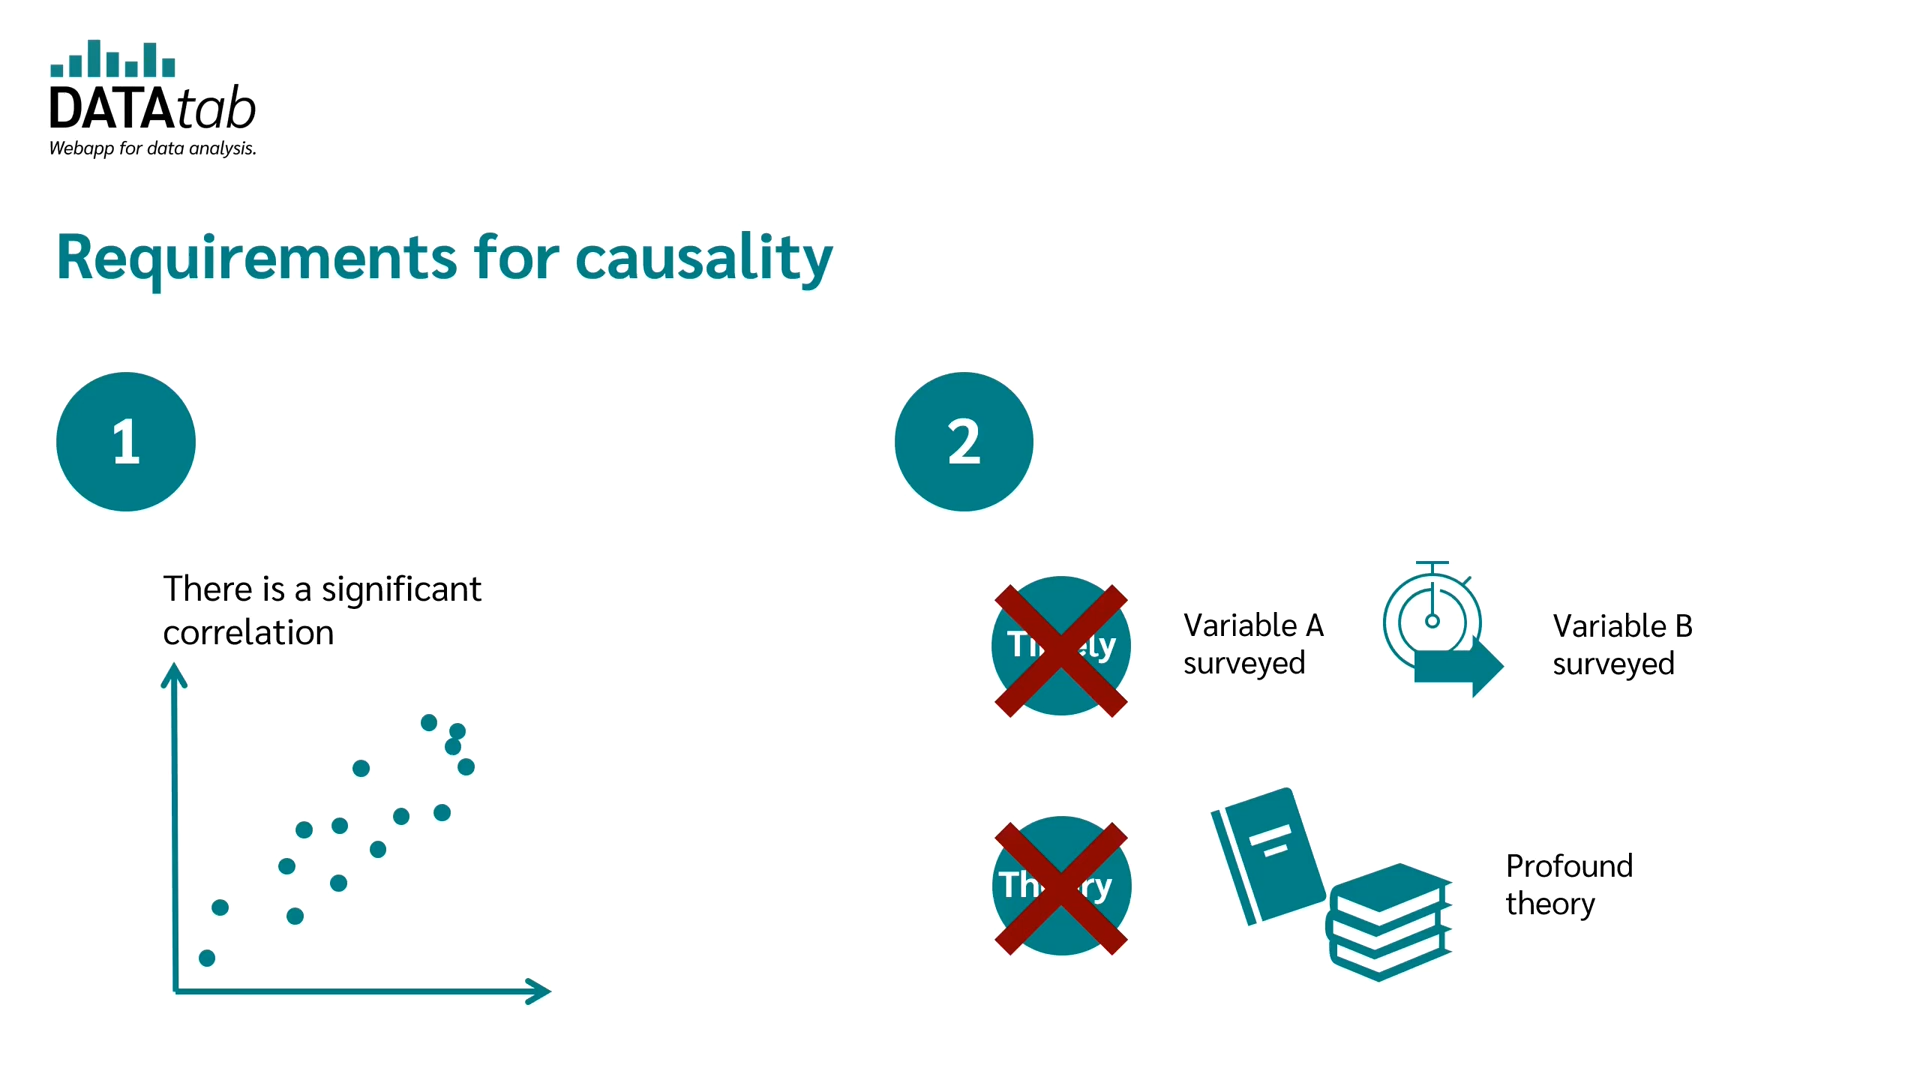 DATAtab
Webapp for data analysis.
Requirements for causality
1
2
There is a significant
correlation
Variable A
surveyed
Variable B
surveyed
Profound
theory